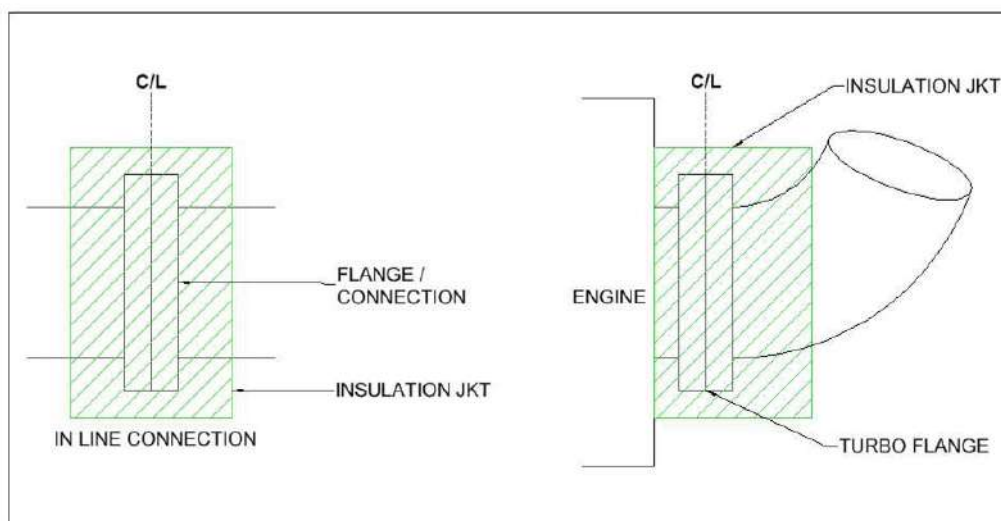 C/L
FLANGE /
CONNECTION
INSULATION JKT
IN LINE CONNECTION
C/L
INSULATION JKT
ENGINE
TURBO FLANGE